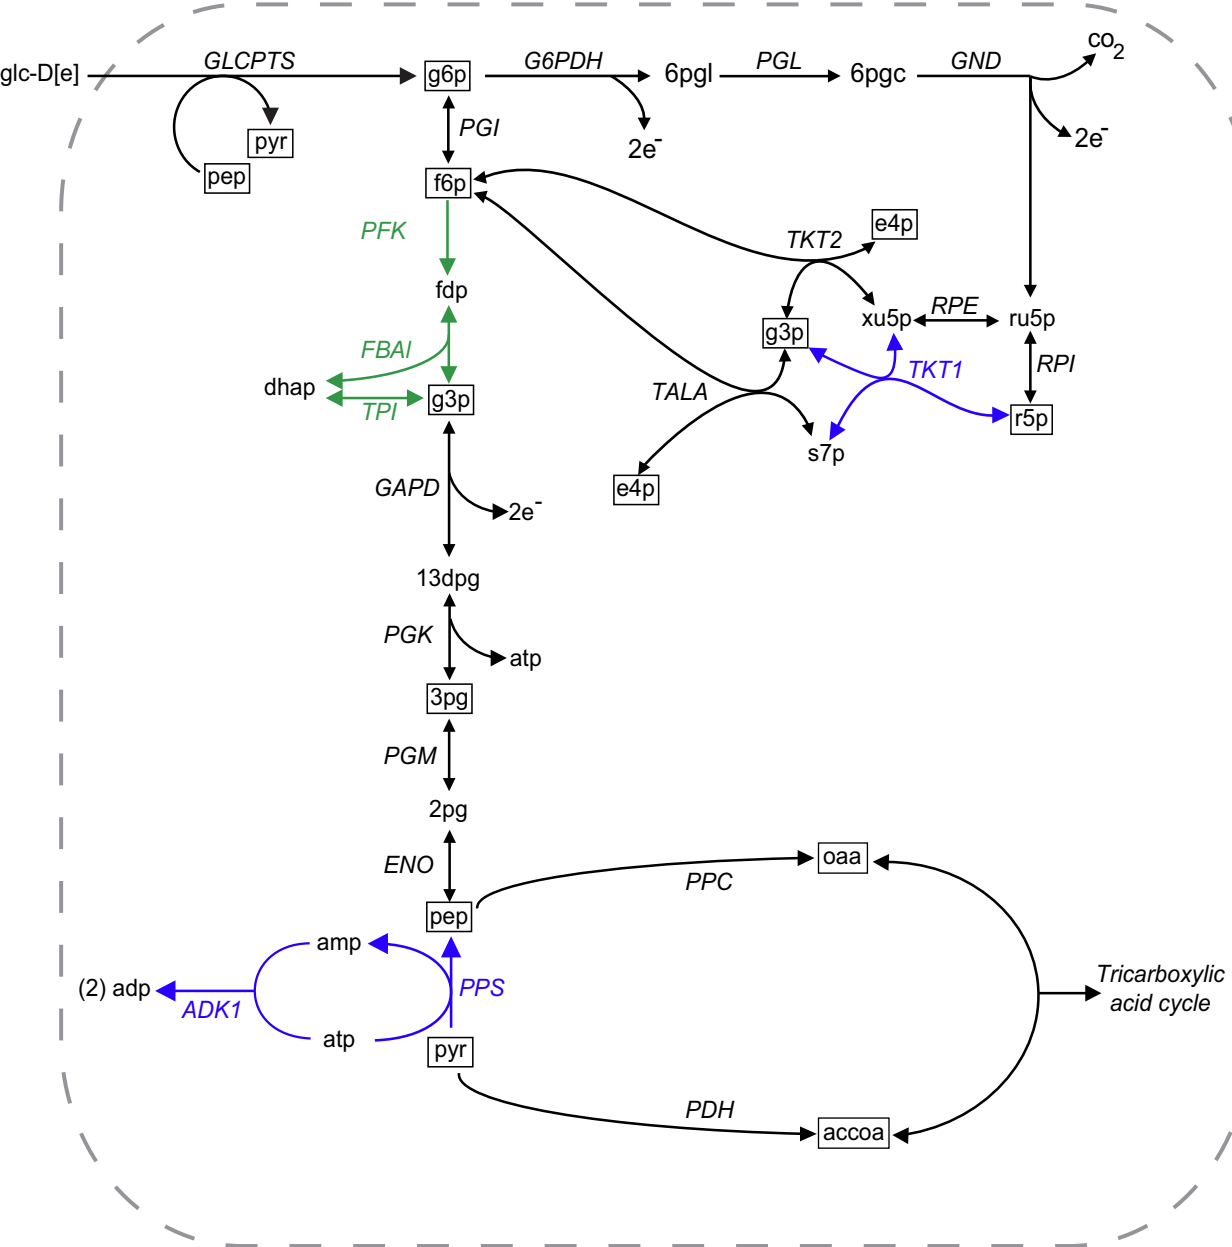 co2
glc-D[e]
GLCPTS
g6p
G6PDH
6pgl
PGL
6pgc
GND
pyr
PGI
2e-
2e-
pep
f6p
PFK
TKT2
e4p
fdp
g3p
xu5p
RPE
ru5p
FBAI
dhap
TPI
g3p
TALA
TKT1
RPI
r5p
s7p
GAPD
2e-
e4p
13dpg
PGK
atp
3pg
PGM
2pg
ENO
oaa
PPC
pep
amp
(2) adp
ADK1
PPS
Tricarboxylic
acid cycle
atp
pyr
PDH
accoa